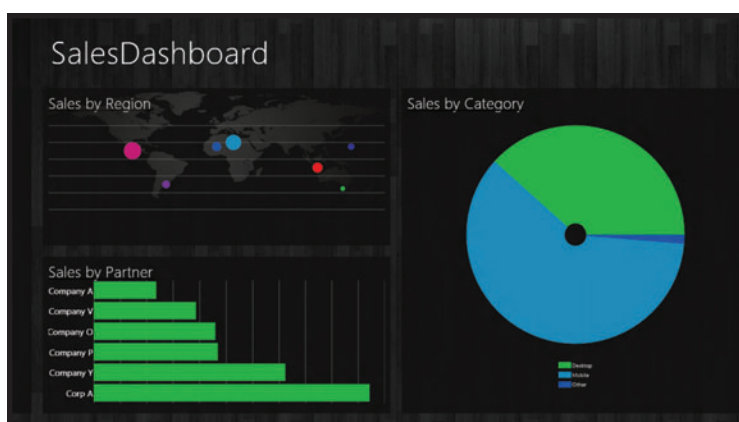 SalesDashboard
Sales by Region
Sales by Partner
Company A
Company V
Company O
Company P
Company Y
Corp A
Sales by Category
Desktop
Mobile
Other